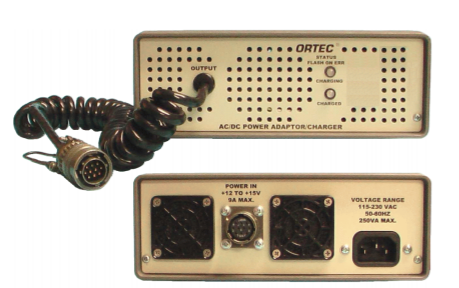 ORTEC®
STATUS
FLASH ON ERR
OUTPUT
CHARGING
CHARGED
AC/DC POWER ADAPTOR/CHARGER
POWER IN
+12 TO +15V
9A MAX.
VOLTAGE RANGE
115-230 VAC
50-60HZ
250VA MAX.